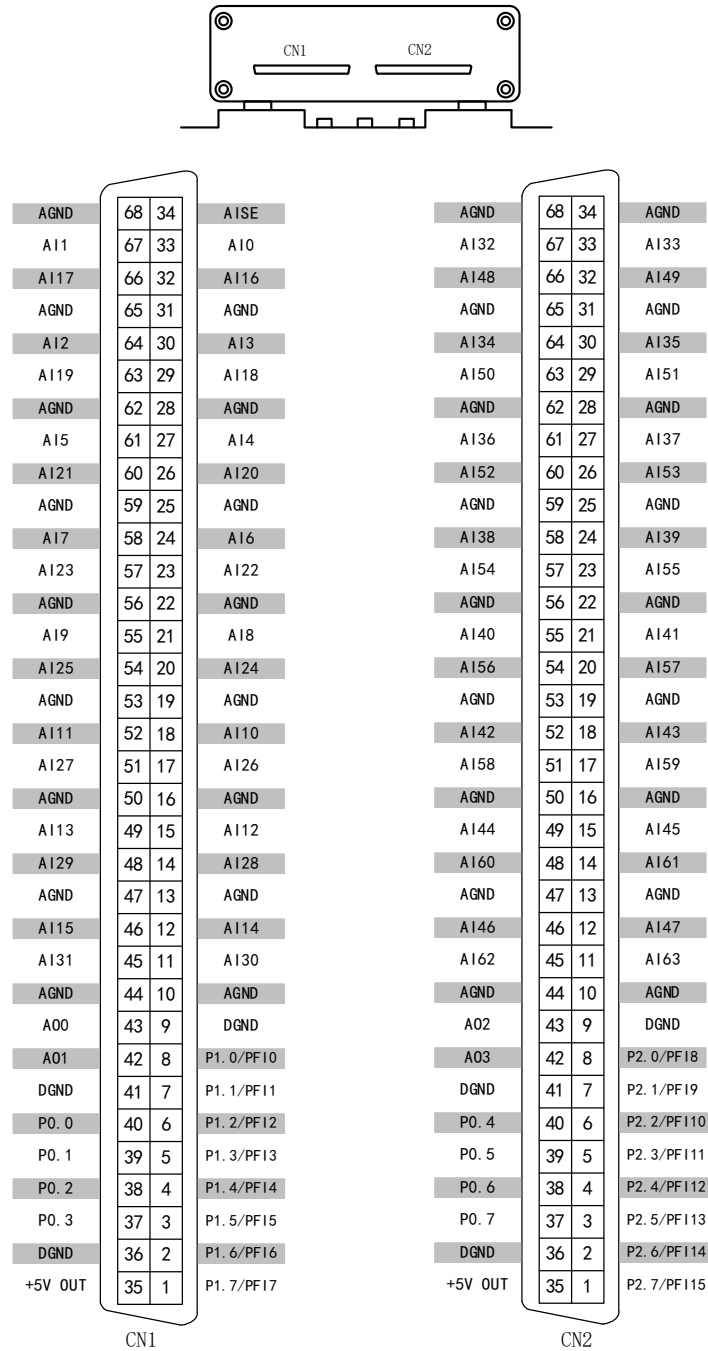 CN1 CN2
AGND 68 34 AISE AGND 68 34 AGND
AI1 67 33 AI0 AI32 67 33 AI33
AI17 66 32 AI16 AI48 66 32 AI49
AGND 65 31 AGND AGND 65 31 AGND
AI2 64 30 AI3 AI34 64 30 AI35
AI19 63 29 AI18 AI50 63 29 AI51
AGND 62 28 AGND AGND 62 28 AGND
AI5 61 27 AI4 AI36 61 27 AI37
AI21 60 26 AI20 AI52 60 26 AI53
AGND 59 25 AGND AGND 59 25 AGND
AI7 58 24 AI6 AI38 58 24 AI39
AI23 57 23 AI22 AI54 57 23 AI55
AGND 56 22 AGND AGND 56 22 AGND
AI9 55 21 AI8 AI40 55 21 AI41
AI25 54 20 AI24 AI56 54 20 AI57
AGND 53 19 AGND AGND 53 19 AGND
AI11 52 18 AI10 AI42 52 18 AI43
AI27 51 17 AI26 AI58 51 17 AI59
AGND 50 16 AGND AGND 50 16 AGND
AI13 49 15 AI12 AI44 49 15 AI45
AI29 48 14 AI28 AI60 48 14 AI61
AGND 47 13 AGND AGND 47 13 AGND
AI15 46 12 AI14 AI46 46 12 AI47
AI31 45 11 AI30 AI62 45 11 AI63
AGND 44 10 AGND AGND 44 10 AGND
AO0 43 9 DGND AO2 43 9 DGND
AO1 42 8 P1.0/PFI0 AO3 42 8 P2.0/PFI8
DGND 41 7 P1.1/PFI1 DGND 41 7 P2.1/PFI9
P0.0 40 6 P1.2/PFI2 P0.4 40 6 P2.2/PFI10
P0.1 39 5 P1.3/PFI3 P0.5 39 5 P2.3/PFI11
P0.2 38 4 P1.4/PFI4 P0.6 38 4 P2.4/PFI12
P0.3 37 3 P1.5/PFI5 P0.7 37 3 P2.5/PFI13
DGND 36 2 P1.6/PFI6 DGND 36 2 P2.6/PFI14
+5V OUT 35 1 P1.7/PFI7 +5V OUT 35 1 P2.7/PFI15
CN1 CN2